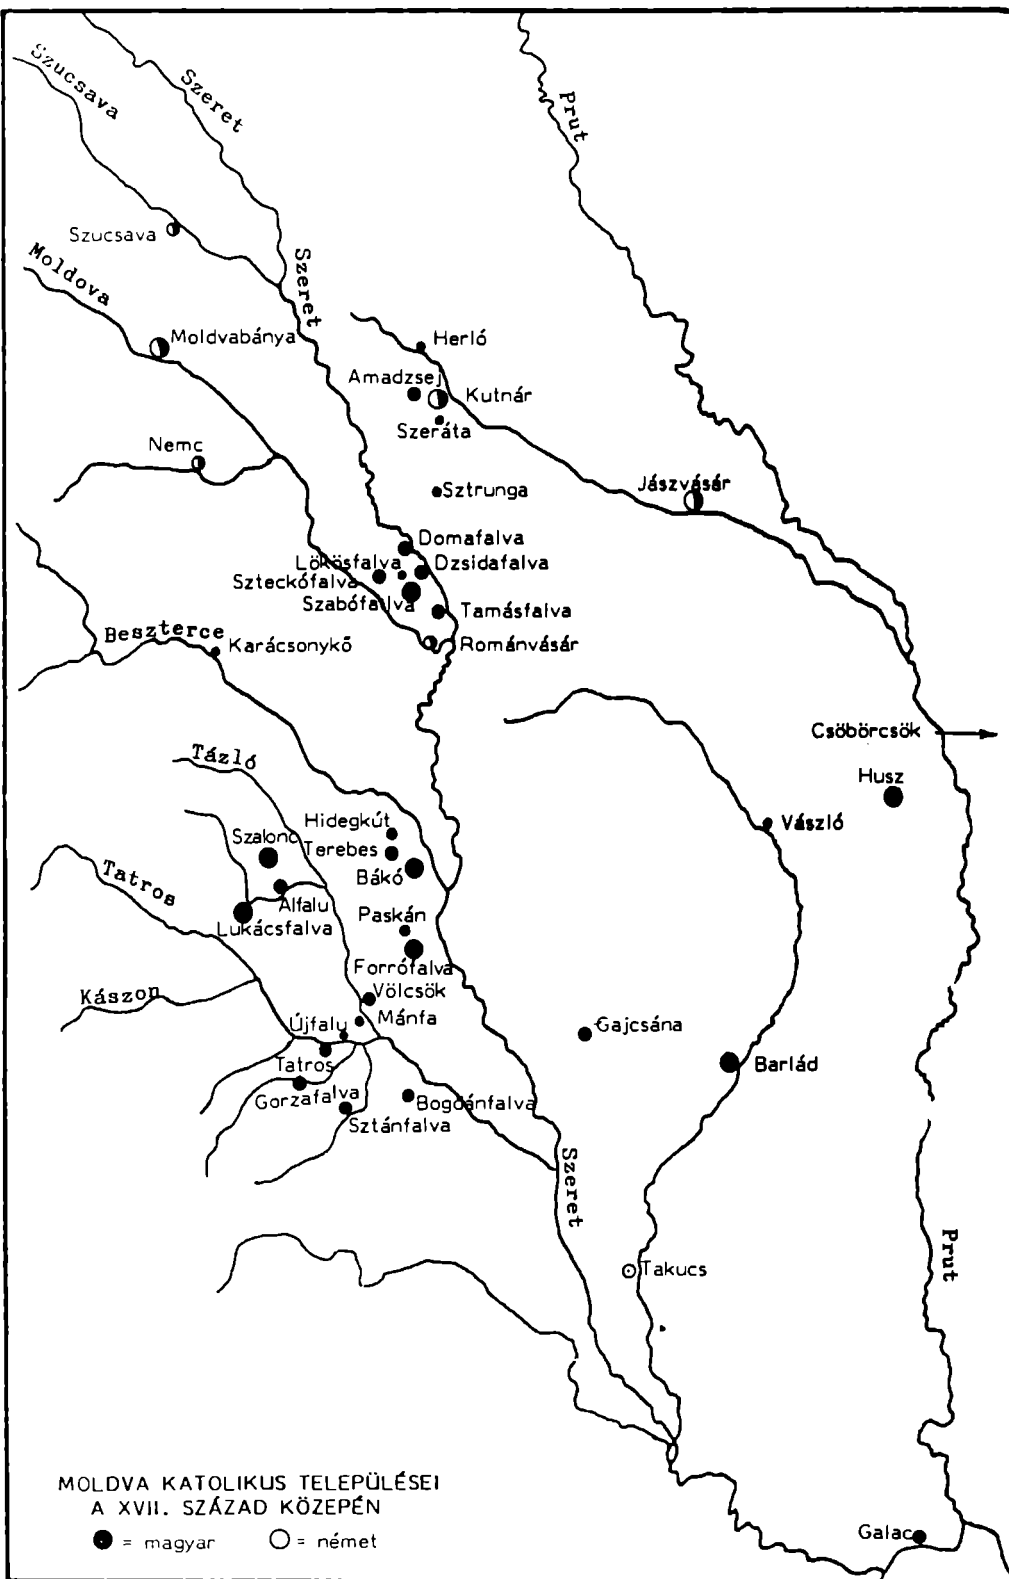 Szucsava
Szeret
Prut
Szucsava
Moldova
Szeret
Moldvabánya
Herló
Amadzsej
Kutnár
Szeráta
Nemc
Sztrunga
Jászvásár
Domafalva
Lökösfalva
Dzsidafalva
Szteckófalva
Szabófalva
Tamásfalva
Beszterce
Karácsonykő
Románvásár
Csöbörcsök
Tázló
Husz
Hidegkút
Vászló
Szalonc
Terebes
Bákó
Tatros
Alfalu
Lukácsfalva
Paskán
Forrófalva
Kászon
Völcsök
Újfalu
Mánfa
Gajcsána
Tatros
Barlád
Gorzafalva
Bogdánfalva
Sztánfalva
Szeret
Prut
Takucs
MOLDVA KATOLIKUS TELEPÜLÉSEI
A XVII. SZÁZAD KÖZEPÉN
= magyar = német
Galac